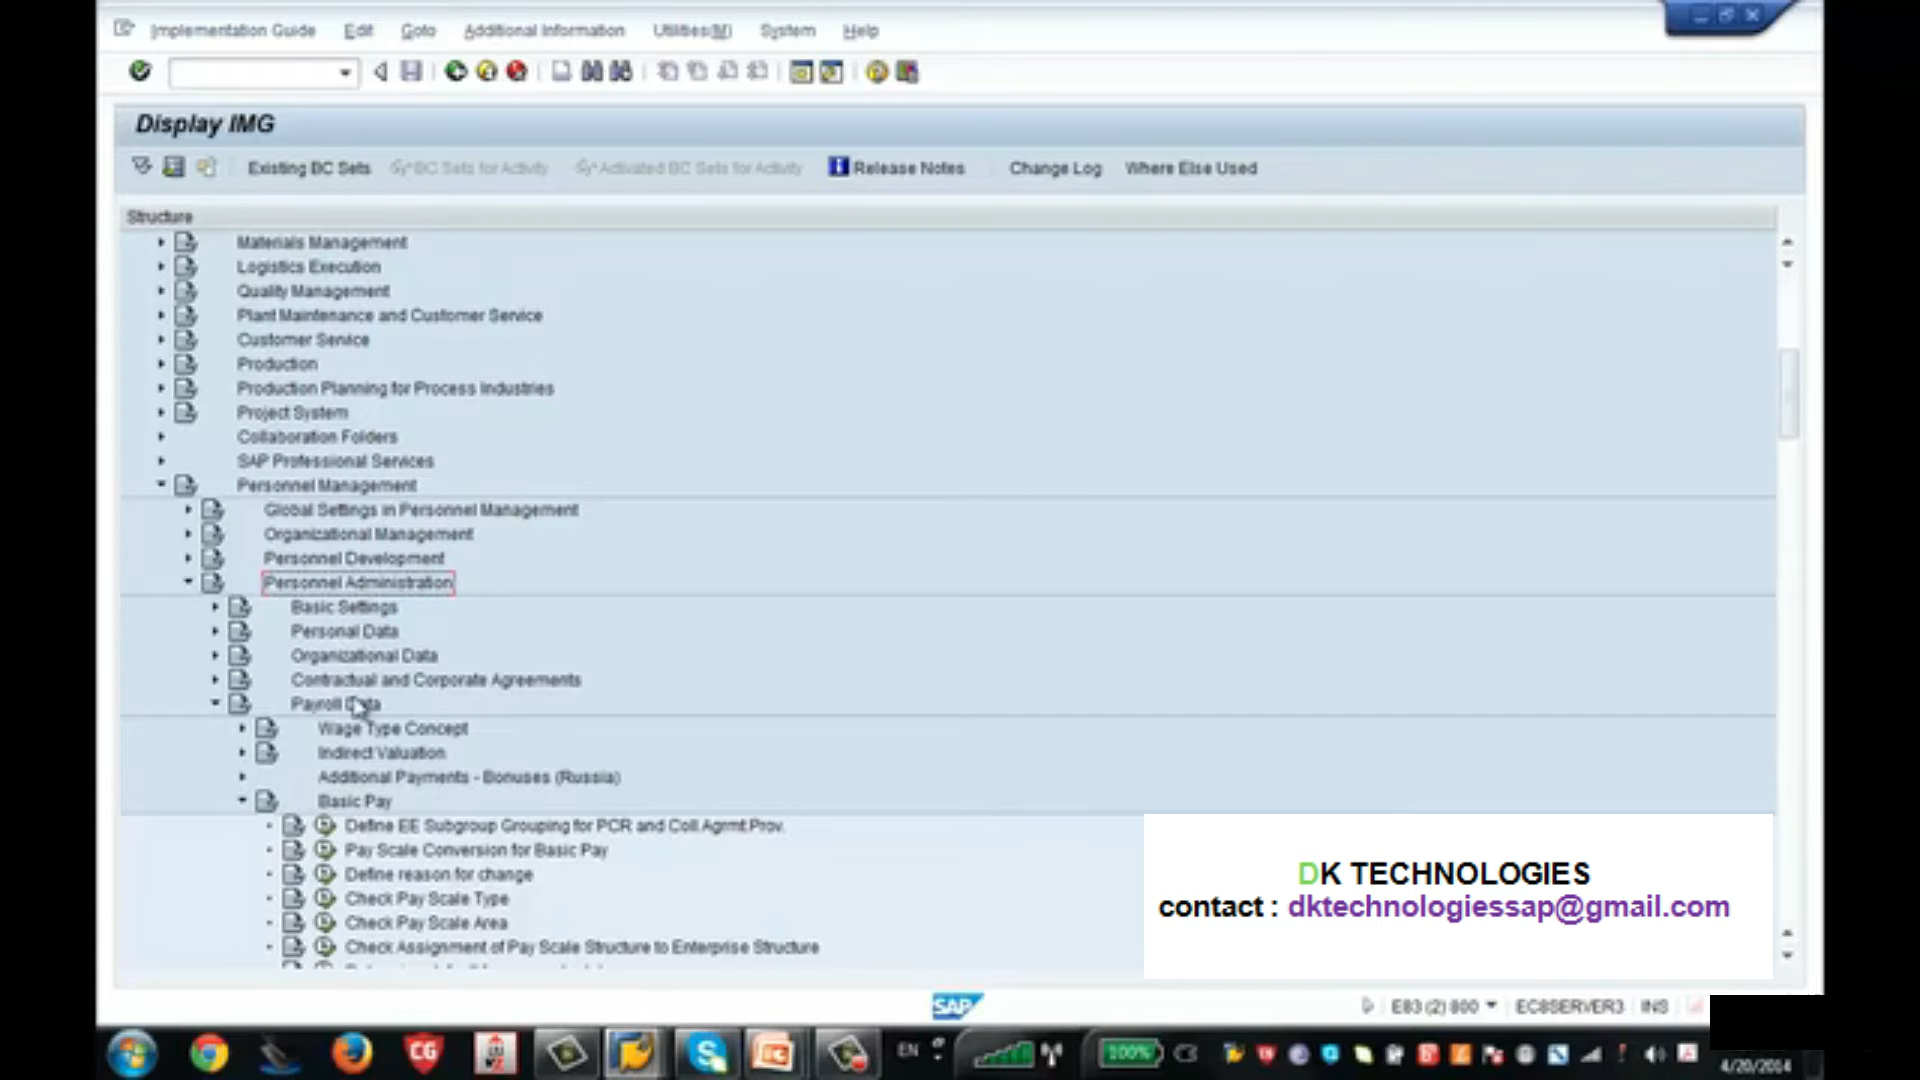 Implementation Guide Edit Goto Additional Information Utilities(M) System Help
Display IMG
Existing BC Sets BC Sets for Activity Activated BC Sets for Activity Release Notes Change Log Where Else Used
Structure
Materials Management
Logistics Execution
Quality Management
Plant Maintenance and Customer Service
Customer Service
Production
Production Planning for Process Industries
Project System
Collaboration Folders
SAP Professional Services
Personnel Management
Global Settings in Personnel Management
Organizational Management
Personnel Development
Personnel Administration
Basic Settings
Personal Data
Organizational Data
Contractual and Corporate Agreements
Payroll Data
Wage Type Concept
Indirect Valuation
Additional Payments - Bonuses (Russia)
Basic Pay
Define EE Subgroup Grouping for PCR and Coll.Agrmt.Prov.
Pay Scale Conversion for Basic Pay
Define reason for change
Check Pay Scale Type
Check Pay Scale Area
Check Assignment of Pay Scale Structure to Enterprise Structure
DK TECHNOLOGIES
contact : dktechnologiessap@gmail.com
SAP
E83 (2) 800 EC8SERVER3 INS
CG
EN
100%
4/20/2014